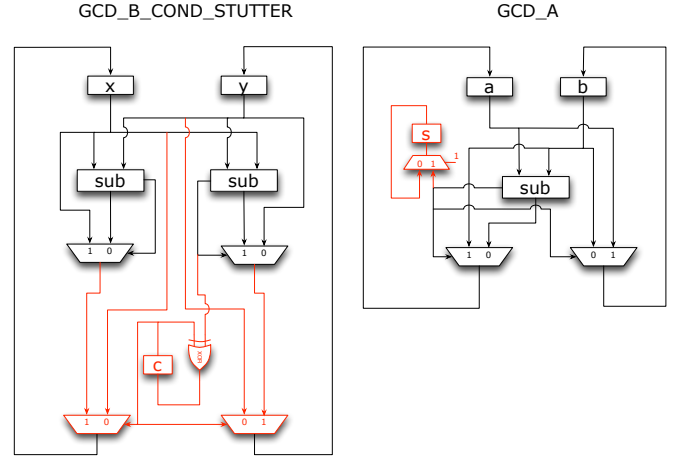 GCD_B_COND_STUTTER
GCD_A
x
y
a
b
s
0 1
1
sub
sub
sub
1 0
1 0
1 0
0 1
XOR
c
1 0
0 1